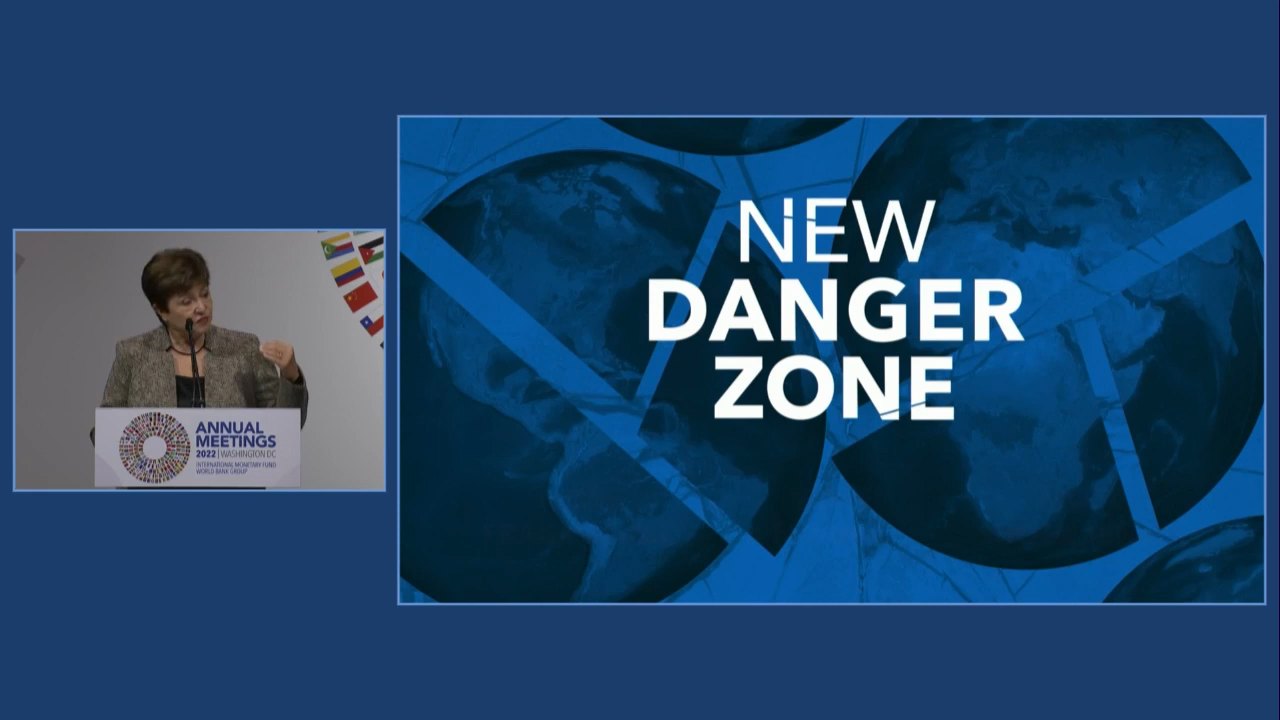 NEW
DANGER
ZONE
ANNUAL
MEETINGS
2022 | WASHINGTON DC
INTERNATIONAL MONETARY FUND
WORLD BANK GROUP